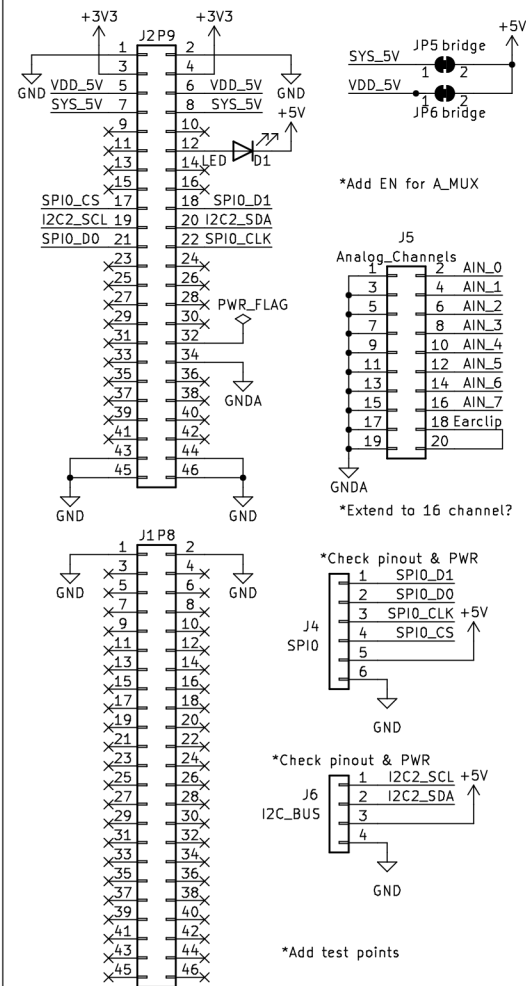 +3V3 +3V3
J2P9
1 2
3 4
GND VDD_5V 5 6 VDD_5V GND
SYS_5V 7 8 SYS_5V
+5V
9 10
11 12
LED D1
13 14
15 16
SPI0_CS 17 18 SPI0_D1
I2C2_SCL 19 20 I2C2_SDA
SPI0_D0 21 22 SPI0_CLK
23 24
25 26
27 28
PWR_FLAG
29 30
31 32
33 34
35 36
37 38
GNDA
39 40
41 42
43 44
45 46
GND GND
J1P8
1 2
3 4
GND 5 6 GND
7 8
9 10
11 12
13 14
15 16
17 18
19 20
21 22
23 24
25 26
27 28
29 30
31 32
33 34
35 36
37 38
39 40
41 42
43 44
45 46
+5V
JP5 bridge
SYS_5V
1 2
VDD_5V
1 2
JP6 bridge
*Add EN for A_MUX
J5
Analog_Channels
1 2 AIN_0
3 4 AIN_1
5 6 AIN_2
7 8 AIN_3
9 10 AIN_4
11 12 AIN_5
13 14 AIN_6
15 16 AIN_7
17 18 Earclip
19 20
GNDA
*Extend to 16 channel?
*Check pinout & PWR
1 SPI0_D1
2 SPI0_D0
3 SPI0_CLK +5V
J4
4 SPI0_CS
SPI0
5
6
GND
*Check pinout & PWR
1 I2C2_SCL +5V
J6
2 I2C2_SDA
I2C_BUS
3
4
GND
*Add test points